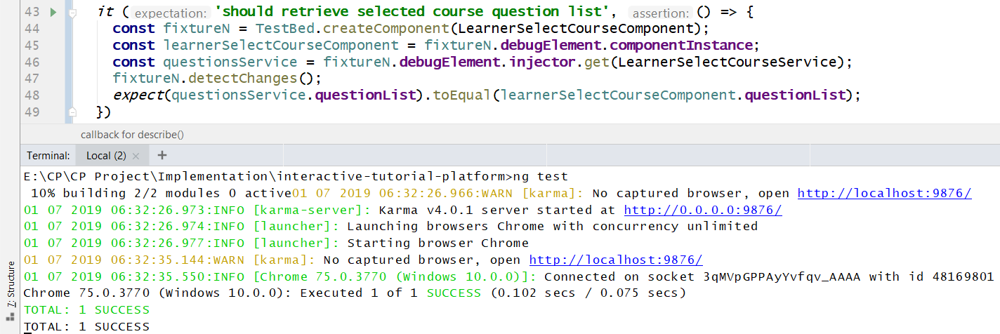 43 it (expectation: 'should retrieve selected course question list', assertion: () => {
44 const fixtureN = TestBed.createComponent(LearnerSelectCourseComponent);
45 const learnerSelectCourseComponent = fixtureN.debugElement.componentInstance;
46 const questionsService = fixtureN.debugElement.injector.get(LearnerSelectCourseService);
47 fixtureN.detectChanges();
48 expect(questionsService.questionList).toEqual(learnerSelectCourseComponent.questionList);
49 })
callback for describe()
Terminal: Local (2) × +
E:\CP\CP Project\Implementation\interactive-tutorial-platform>ng test
10% building 2/2 modules 0 active01 07 2019 06:32:26.966:WARN [karma]: No captured browser, open http://localhost:9876/
01 07 2019 06:32:26.973:INFO [karma-server]: Karma v4.0.1 server started at http://0.0.0.0:9876/
01 07 2019 06:32:26.974:INFO [launcher]: Launching browsers Chrome with concurrency unlimited
01 07 2019 06:32:26.977:INFO [launcher]: Starting browser Chrome
01 07 2019 06:32:35.144:WARN [karma]: No captured browser, open http://localhost:9876/
01 07 2019 06:32:35.550:INFO [Chrome 75.0.3770 (Windows 10.0.0)]: Connected on socket 3qMVpGPPAyYvfqv_AAAA with id 48169801
Chrome 75.0.3770 (Windows 10.0.0): Executed 1 of 1 SUCCESS (0.102 secs / 0.075 secs)
TOTAL: 1 SUCCESS
TOTAL: 1 SUCCESS
Z: Structure